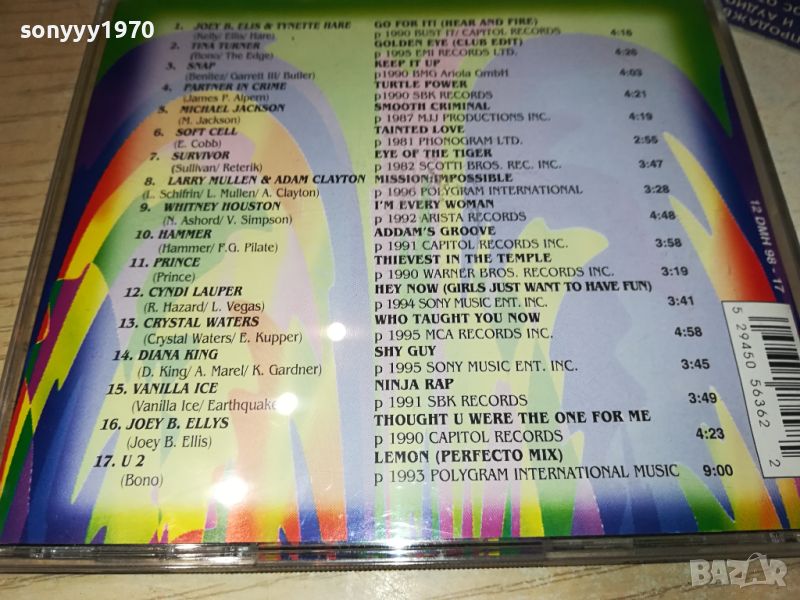 sonyyy1970
1. JOEY B. ELIS & TYNETTE HARE GO FOR IT! (HEAR AND FIRE)
(Kelly/ Ellis/ Hare) p 1990 BUST IT/ CAPITOL RECORDS 4:16
2. TINA TURNER GOLDEN EYE (CLUB EDIT)
(Bono/ The Edge) p 1995 EMI RECORDS LTD. 4:26
3. SNAP KEEP IT UP
(Benitez/ Garrett III/ Butler) p1990 BMG Ariola GmbH 4:03
4. PARTNER IN CRIME TURTLE POWER
(James P. Alpern) p1990 SBK RECORDS 4:21
5. MICHAEL JACKSON SMOOTH CRIMINAL
(M. Jackson) p 1987 MJJ PRODUCTIONS INC. 4:19
6. SOFT CELL TAINTED LOVE
(E. Cobb) p 1981 PHONOGRAM LTD. 2:55
7. SURVIVOR EYE OF THE TIGER
(Sullivan/ Reterik) p 1982 SCOTTI BROS. REC. INC. 3:47
8. LARRY MULLEN & ADAM CLAYTON MISSION:IMPOSSIBLE
(L. Schifrin/ L. Mullen/ A. Clayton) p 1996 POLYGRAM INTERNATIONAL 3:28
9. WHITNEY HOUSTON I'M EVERY WOMAN
(N. Ashord/ V. Simpson) p 1992 ARISTA RECORDS 4:48
10. HAMMER ADDAM'S GROOVE
(Hammer/ F.G. Pilate) p 1991 CAPITOL RECORDS INC. 3:58
11. PRINCE THIEVEST IN THE TEMPLE
(Prince) p 1990 WARNER BROS. RECORDS INC. 3:19
12. CYNDI LAUPER HEY NOW (GIRLS JUST WANT TO HAVE FUN)
(R. Hazard/ L. Vegas) p 1994 SONY MUSIC ENT. INC. 3:41
13. CRYSTAL WATERS WHO TAUGHT YOU NOW
(Crystal Waters/ E. Kupper) p 1995 MCA RECORDS INC. 4:58
14. DIANA KING SHY GUY
(D. King/ A. Marel/ K. Gardner) p 1995 SONY MUSIC ENT. INC. 3:45
15. VANILLA ICE NINJA RAP
(Vanilla Ice/ Earthquake) p 1991 SBK RECORDS 3:49
16. JOEY B. ELLYS THOUGHT U WERE THE ONE FOR ME
(Joey B. Ellis) p 1990 CAPITOL RECORDS 4:23
17. U 2 LEMON (PERFECTO MIX)
(Bono) p 1993 POLYGRAM INTERNATIONAL MUSIC 9:00
12 DMH 98 - 17
5 29450 56362 2
BAZAR